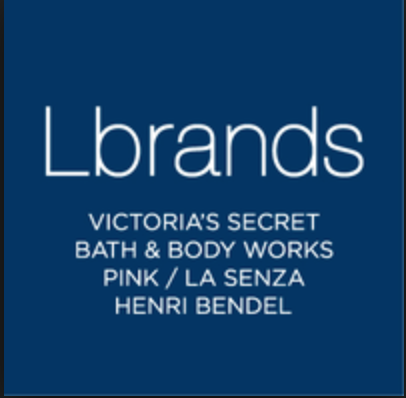 Lbrands
VICTORIA'S SECRET
BATH & BODY WORKS
PINK / LA SENZA
HENRI BENDEL